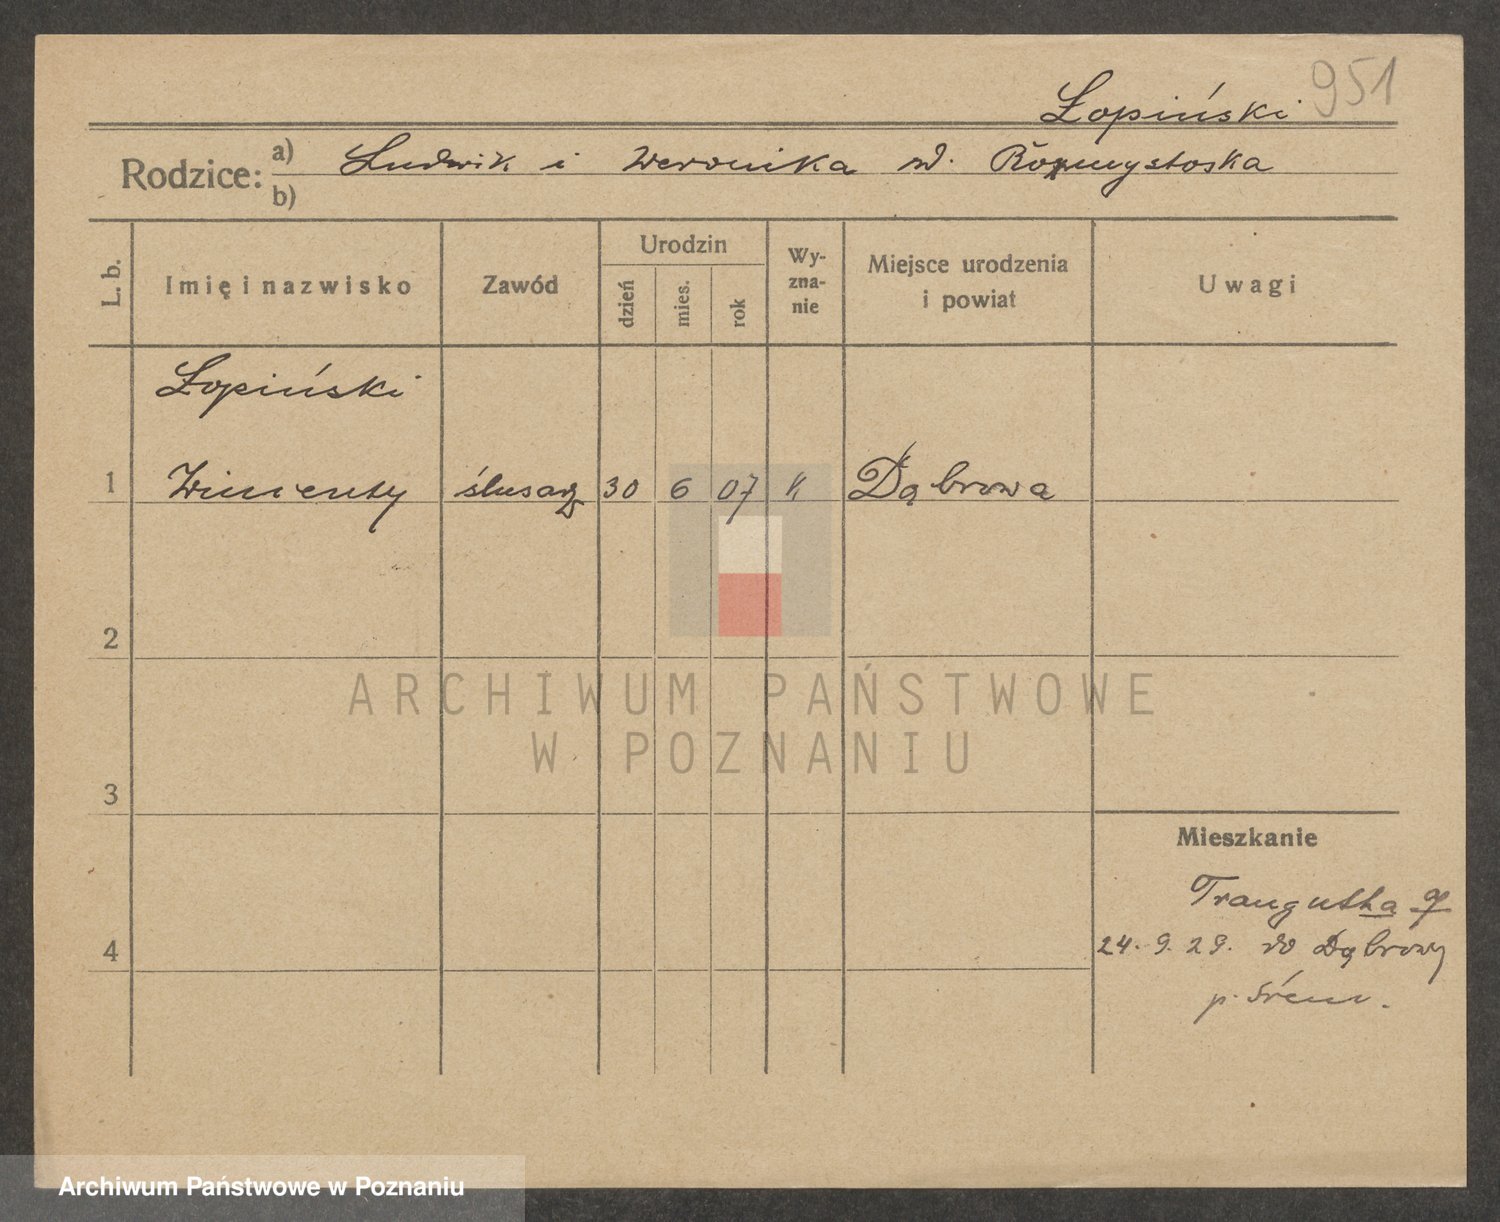 951
Łopiński
Rodzice: a) Ludwik i Weronika
b)
L. b.
Imię i nazwisko
Zawód
Urodzin
dzień
mies.
rok
Wy-
zna-
nie
Miejsce urodzenia
i powiat
Uwagi
Łopiński
1 Wincenty ślusarz 30 6 07 k Dąbrowa
2
3
4
Mieszkanie
Traugutta 9
24. 9. 29. do Dąbrowy
p. Śrem.
ARCHIWUM PAŃSTWOWE
W POZNANIU
Archiwum Państwowe w Poznaniu